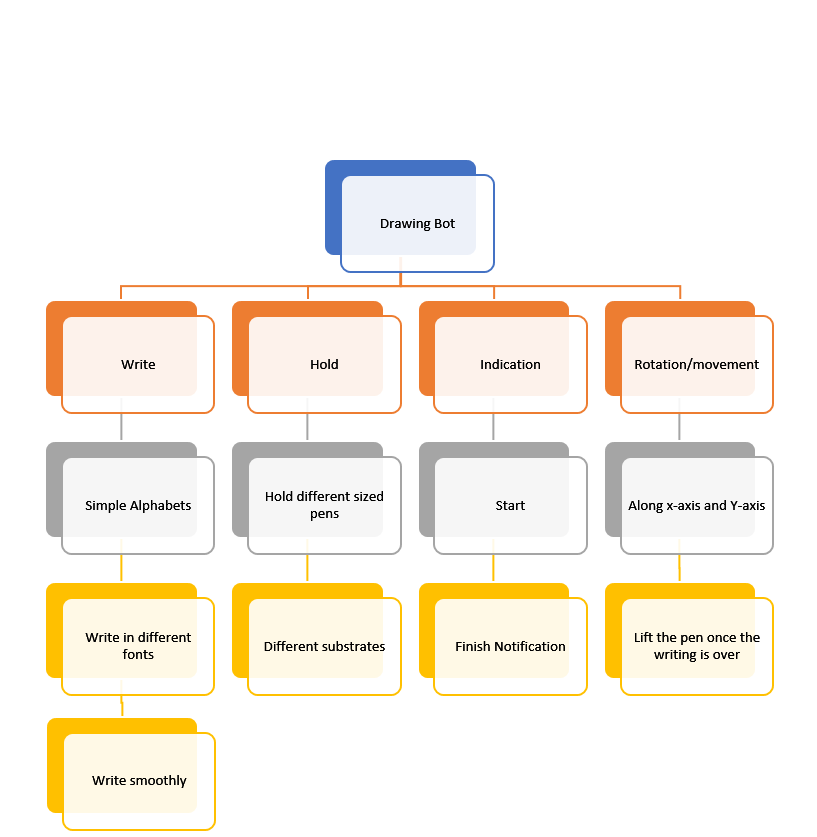 Drawing Bot
Write
Hold
Indication
Rotation/movement
Simple Alphabets
Hold different sized
pens
Start
Along x-axis and Y-axis
Write in different
fonts
Different substrates
Finish Notification
Lift the pen once the
writing is over
Write smoothly